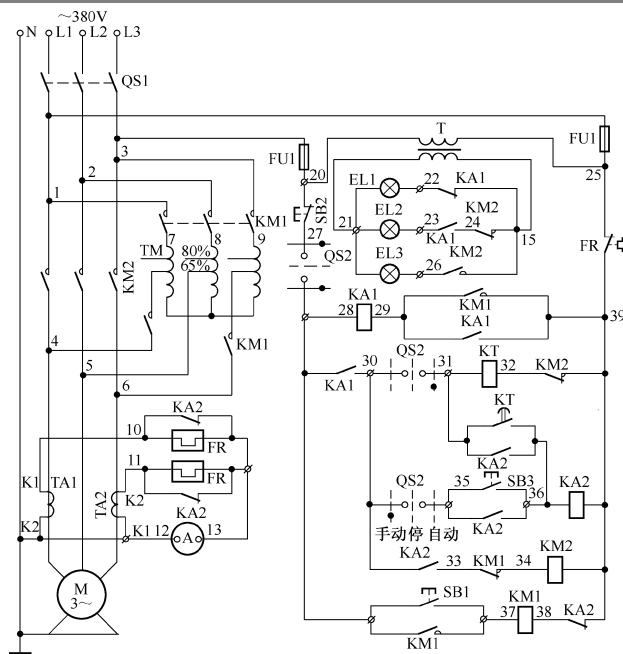 ～380V
N L1 L2 L3
QS1
T
FU1
FU1
3
20
25
2
EL1 22 KA1
1
SB2
EL2 KM2
KM1
21 23 KA1 24 15
7 8 9
27
TM 80%
QS2
EL3 KM2
FR
65%
26
KM2
KA1
KM1
28 29
39
KA1
4
KM1
30 QS2 31 KT 32 KM2
5
KA1
6
KT
KA2
10
FR
KA2
11
QS2 35 SB3 36 KA2
K1 TA1
FR
TA2 K2
KA2
KA2
K2
K1 12 A 13
手动停 自动
KA2 33 KM1 34 KM2
M
3～
SB1
KM1
37 38 KA2
KM1